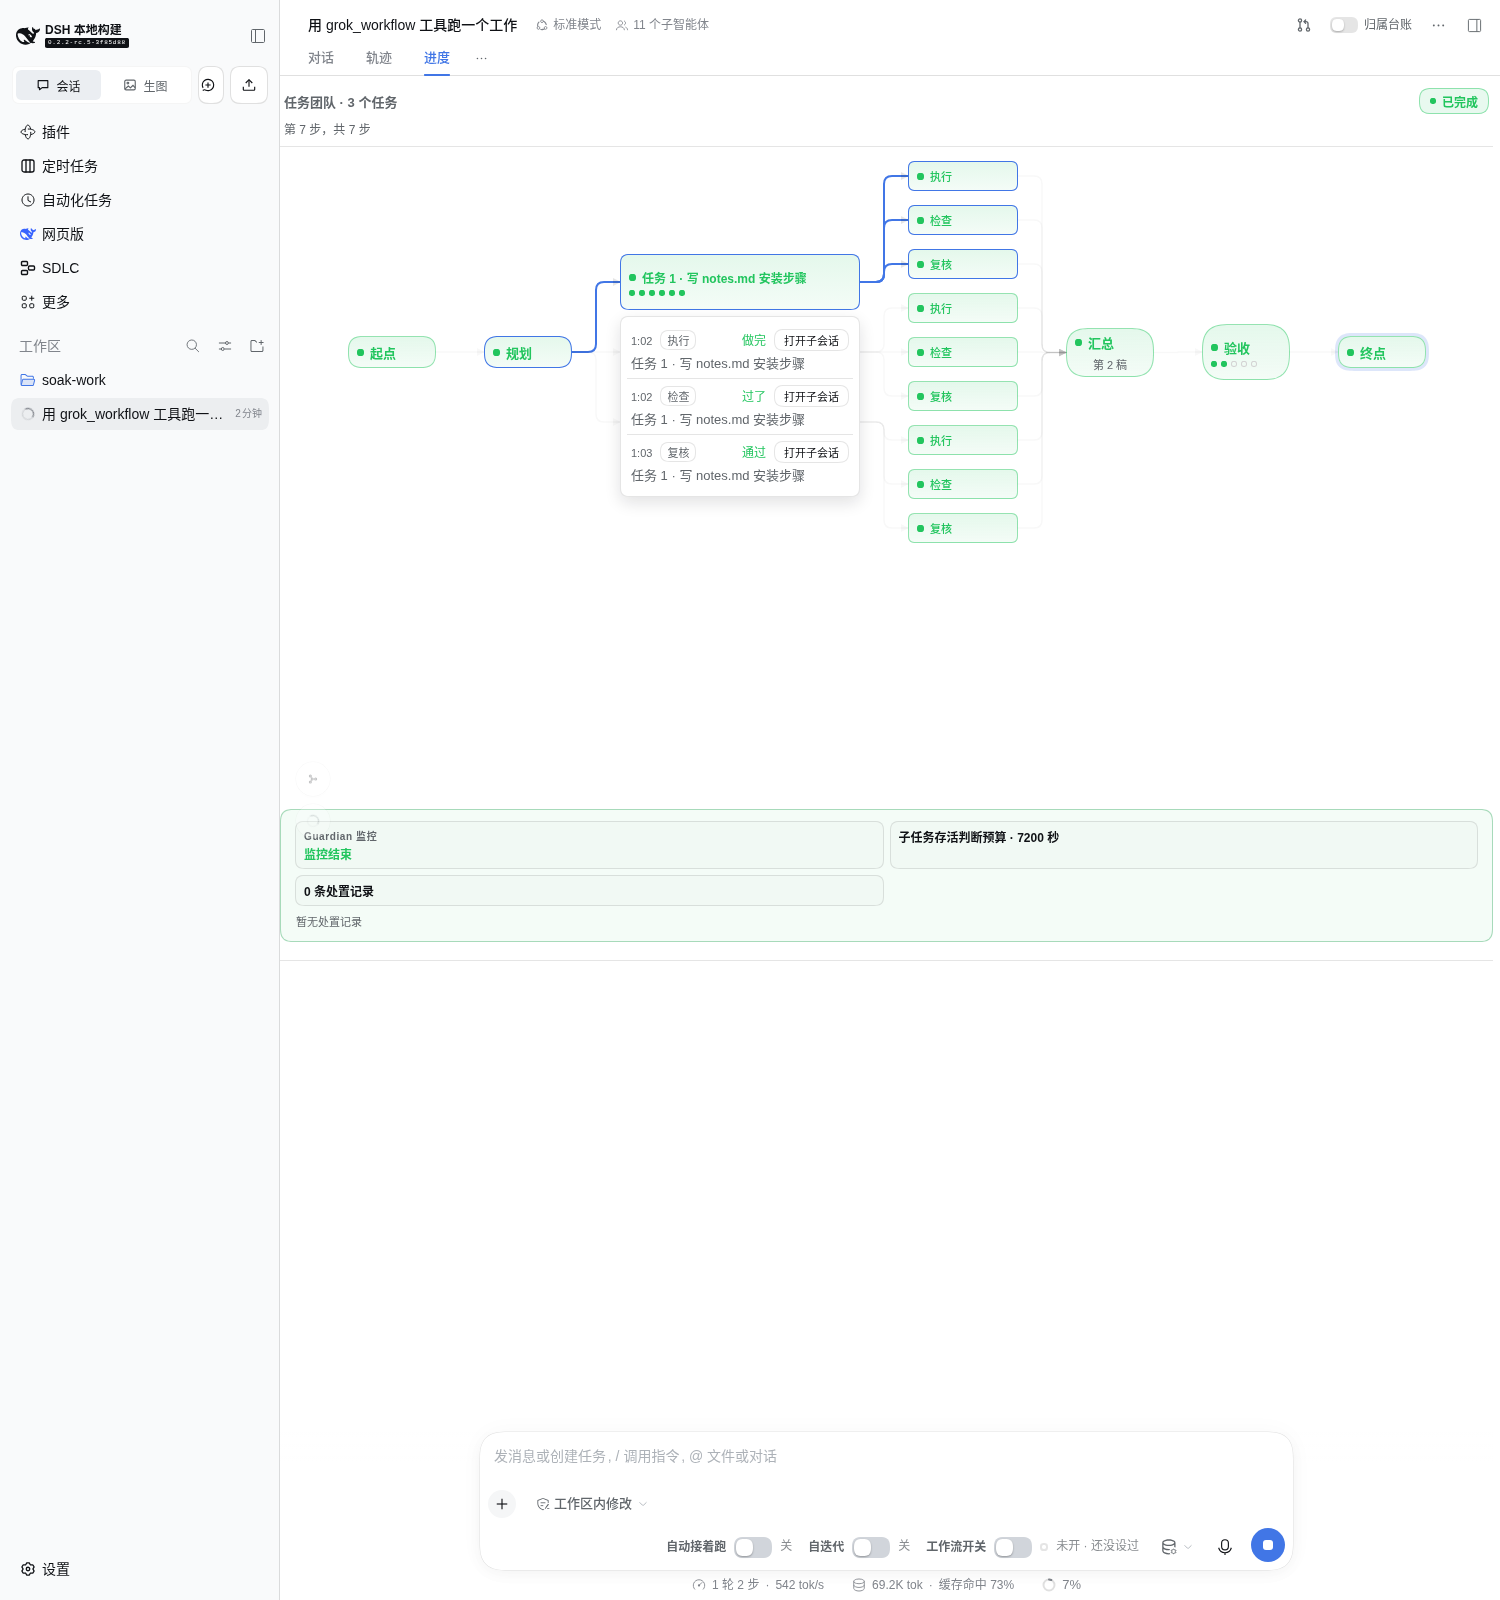 DSH 本地构建
0.2.2-rc.5-3f85d88
会话
生图
插件
定时任务
自动化任务
网页版
SDLC
更多
工作区
soak-work
用 grok_workflow 工具跑一… 2分钟
设置
用 grok_workflow 工具跑一个工作 标准模式 11 个子智能体
归属台账
对话 轨迹 进度
任务团队 · 3 个任务
已完成
第 7 步，共 7 步
起点
规划
任务 1 · 写 notes.md 安装步骤
1:02 执行 做完 打开子会话
任务 1 · 写 notes.md 安装步骤
1:02 检查 过了 打开子会话
任务 1 · 写 notes.md 安装步骤
1:03 复核 通过 打开子会话
任务 1 · 写 notes.md 安装步骤
执行
检查
复核
执行
检查
复核
执行
检查
复核
汇总
第 2 稿
验收
终点
Guardian 监控
监控结束
子任务存活判断预算 · 7200 秒
0 条处置记录
暂无处置记录
发消息或创建任务, / 调用指令, @ 文件或对话
工作区内修改
自动接着跑 关 自迭代 关 工作流开关 未开 · 还没设过
1 轮 2 步 · 542 tok/s 69.2K tok · 缓存命中 73% 7%